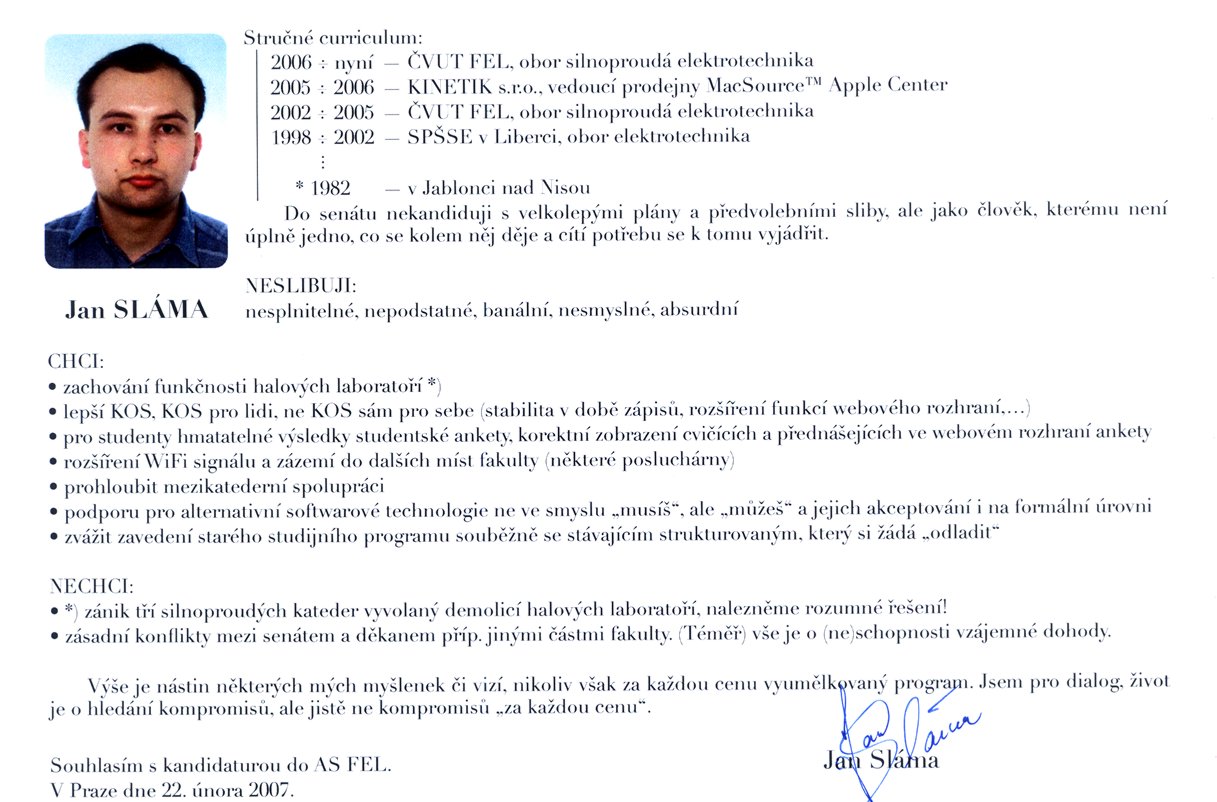 Stručné curriculum:
2006 ÷ nyní — ČVUT FEL, obor silnoproudá elektrotechnika
2005 ÷ 2006 — KINETIK s.r.o., vedoucí prodejny MacSource™ Apple Center
2002 ÷ 2005 — ČVUT FEL, obor silnoproudá elektrotechnika
1998 ÷ 2002 — SPŠSE v Liberci, obor elektrotechnika
⋮
* 1982 — v Jablonci nad Nisou
Do senátu nekandiduji s velkolepými plány a předvolebními sliby, ale jako člověk, kterému není
úplně jedno, co se kolem něj děje a cítí potřebu se k tomu vyjádřit.
NESLIBUJI:
nesplnitelné, nepodstatné, banální, nesmyslné, absurdní
Jan SLÁMA
CHCI:
• zachování funkčnosti halových laboratoří *)
• lepší KOS, KOS pro lidi, ne KOS sám pro sebe (stabilita v době zápisů, rozšíření funkcí webového rozhraní,…)
• pro studenty hmatatelné výsledky studentské ankety, korektní zobrazení cvičících a přednášejících ve webovém rozhraní ankety
• rozšíření WiFi signálu a zázemí do dalších míst fakulty (některé posluchárny)
• prohloubit mezikatederní spolupráci
• podporu pro alternativní softwarové technologie ne ve smyslu „musíš“, ale „můžeš“ a jejich akceptování i na formální úrovni
• zvážit zavedení starého studijního programu souběžně se stávajícím strukturovaným, který si žádá „odladit“
NECHCI:
• *) zánik tří silnoproudých kateder vyvolaný demolicí halových laboratoří, nalezněme rozumné řešení!
• zásadní konflikty mezi senátem a děkanem příp. jinými částmi fakulty. (Téměř) vše je o (ne)schopnosti vzájemné dohody.
Výše je nástin některých mých myšlenek či vizí, nikoliv však za každou cenu vyumělkovaný program. Jsem pro dialog, život
je o hledání kompromisů, ale jistě ne kompromisů „za každou cenu“.
Jan Sláma
Jan Sláma
Souhlasím s kandidaturou do AS FEL.
V Praze dne 22. února 2007.